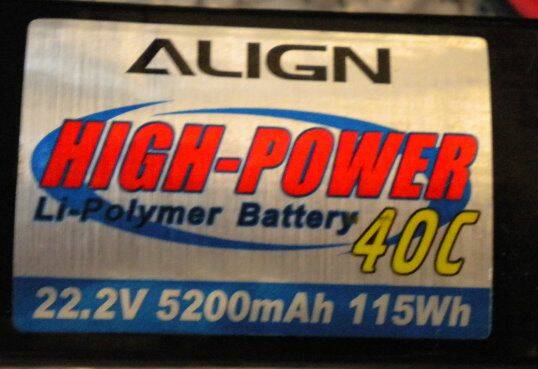 ALIGN
HIGH-POWER
Li-Polymer Battery 40C
22.2V 5200mAh 115Wh